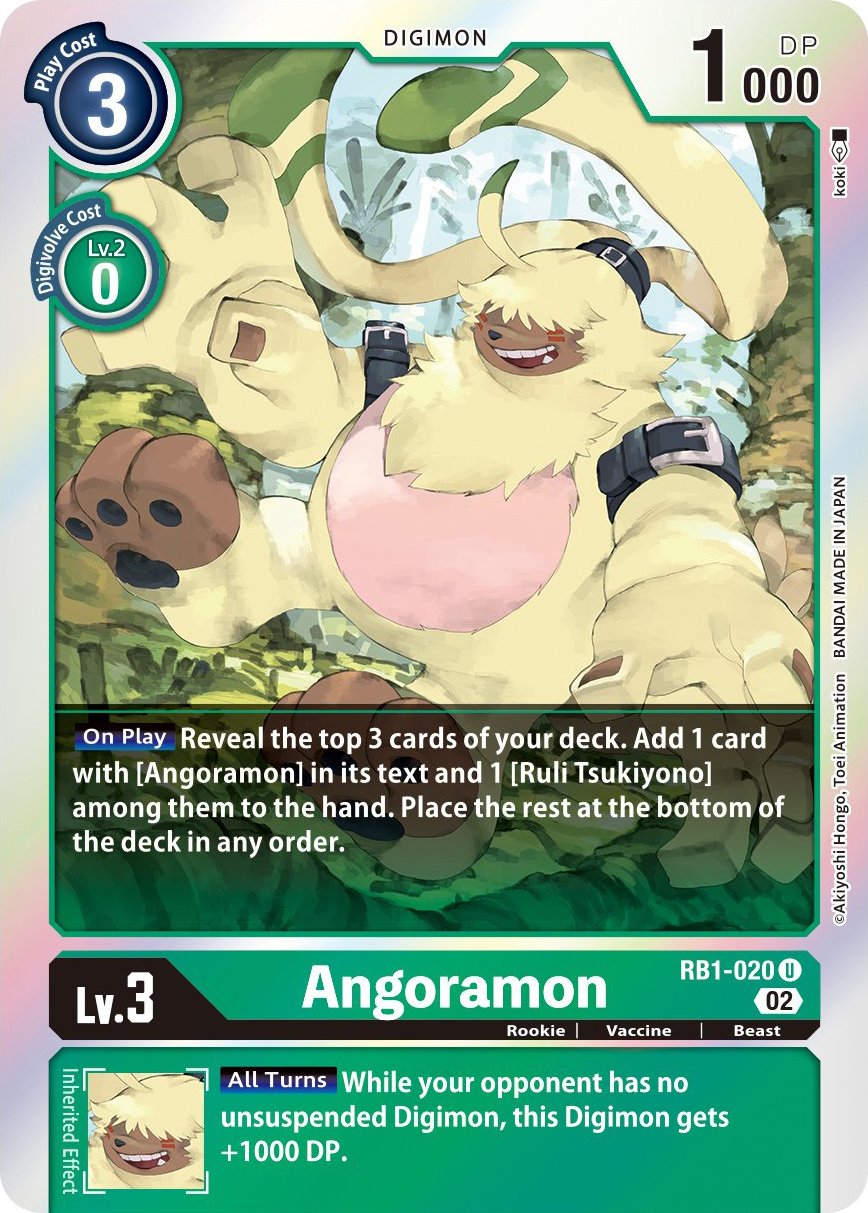 DIGIMON
Play Cost
3
DP
1000
Digivolve Cost
Lv.2
0
koki
BANDAI MADE IN JAPAN
©Akiyoshi Hongo, Toei Animation
On Play Reveal the top 3 cards of your deck. Add 1 card
with [Angoramon] in its text and 1 [Ruli Tsukiyono]
among them to the hand. Place the rest at the bottom of
the deck in any order.
Lv.3
Angoramon
RB1-020 U
02
Rookie | Vaccine | Beast
Inherited Effect
All Turns While your opponent has no
unsuspended Digimon, this Digimon gets
+1000 DP.